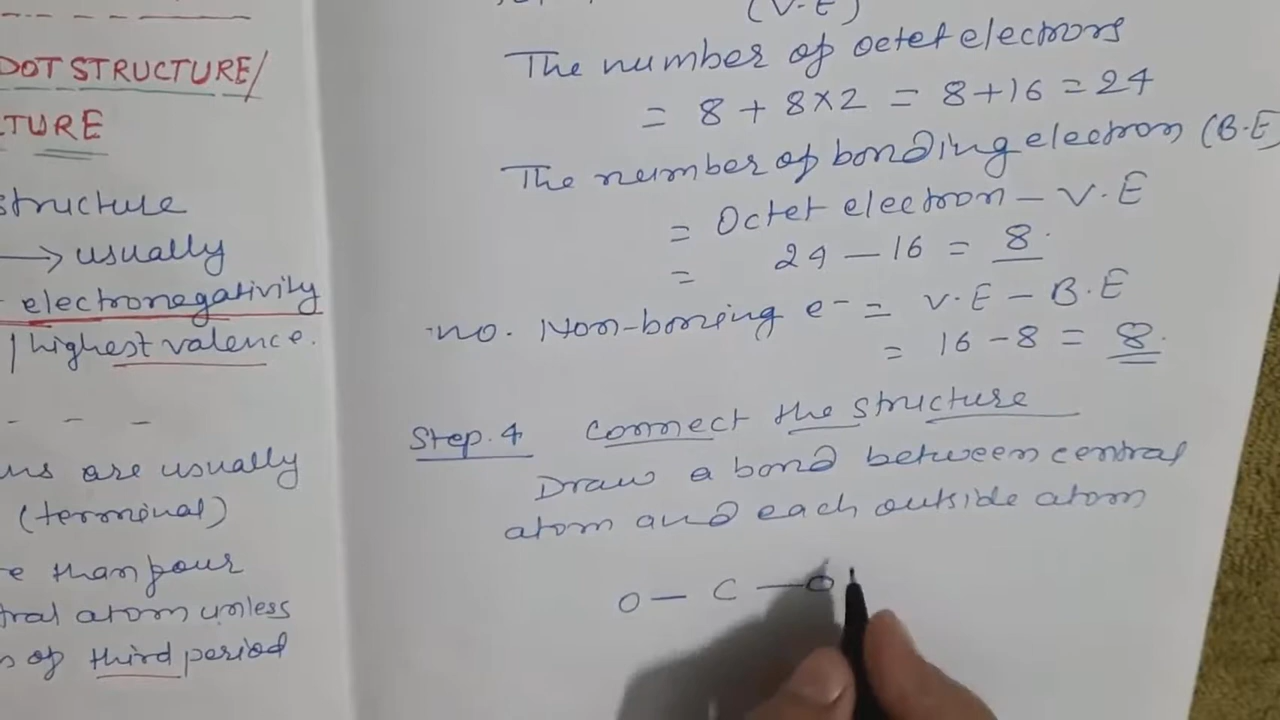 DOT STRUCTURE/
TURE
structure
→ usually
electronegativity
/ highest valence.
are usually
(terminal)
than four
atom unless
of third period
(V.E)
The number of Octet electrons
= 8 + 8×2 = 8+16 = 24
The number of bonding electron (B.E)
= Octet electron - V.E
= 24 - 16 = 8.
no. Non-boning e⁻ = V.E - B.E
= 16 - 8 = 8.
Step.4 Connect the structure
Draw a bond between central
atom and each outside atom
O - C - O